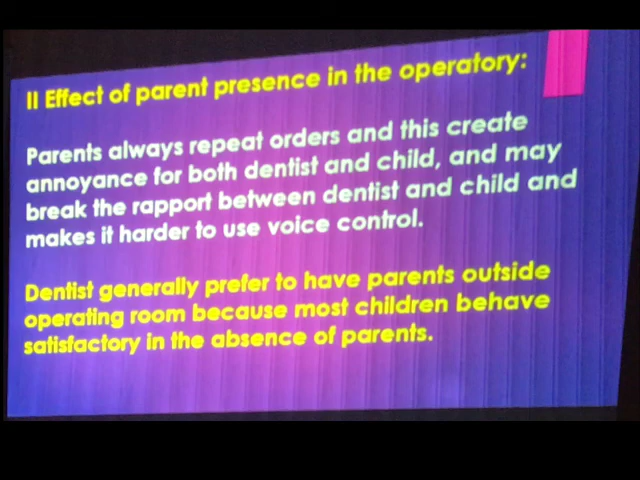 II Effect of parent presence in the operatory:
Parents always repeat orders and this create
annoyance for both dentist and child, and may
break the rapport between dentist and child and
makes it harder to use voice control.
Dentist generally prefer to have parents outside
operating room because most children behave
satisfactory in the absence of parents.